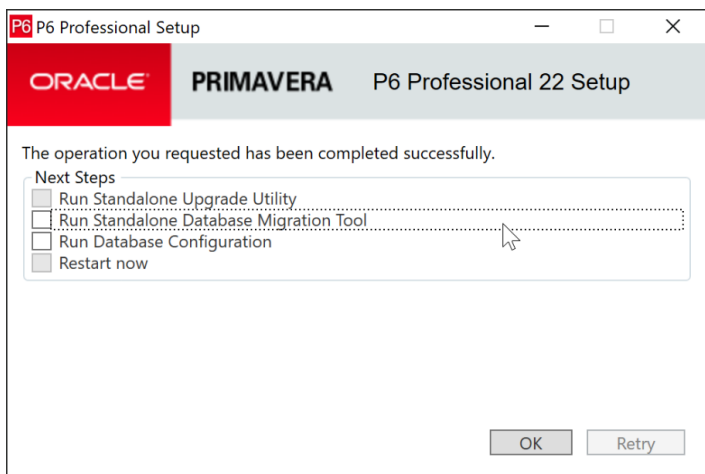 P6 P6 Professional Setup
ORACLE PRIMAVERA P6 Professional 22 Setup
The operation you requested has been completed successfully.
Next Steps
Run Standalone Upgrade Utility
Run Standalone Database Migration Tool
Run Database Configuration
Restart now
OK Retry